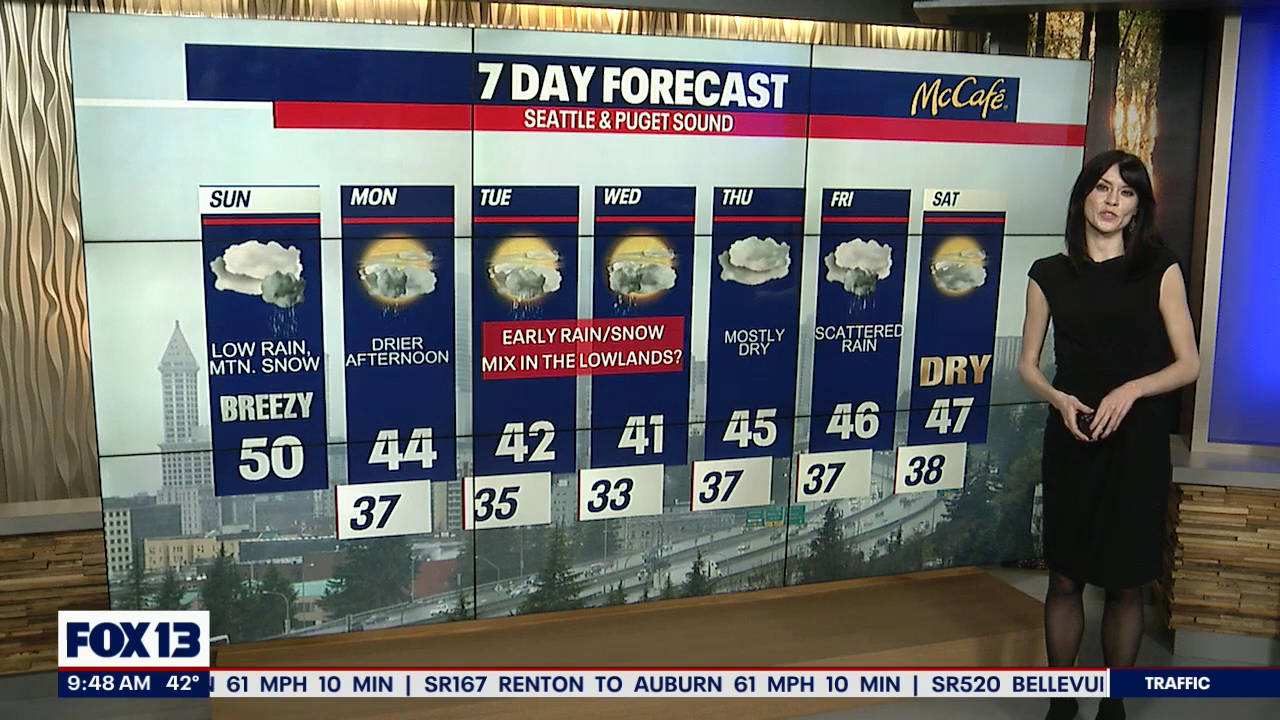 7 DAY FORECAST
McCafé
SEATTLE & PUGET SOUND
SUN
MON
TUE
WED
THU
FRI
SAT
LOW RAIN,
MTN. SNOW
BREEZY
50
DRIER
AFTERNOON
44
37
EARLY RAIN/SNOW
MIX IN THE LOWLANDS?
42
35
41
33
MOSTLY
DRY
45
37
SCATTERED
RAIN
46
37
DRY
47
38
FOX 13
9:48 AM 42°
61 MPH 10 MIN | SR167 RENTON TO AUBURN 61 MPH 10 MIN | SR520 BELLEVU
TRAFFIC